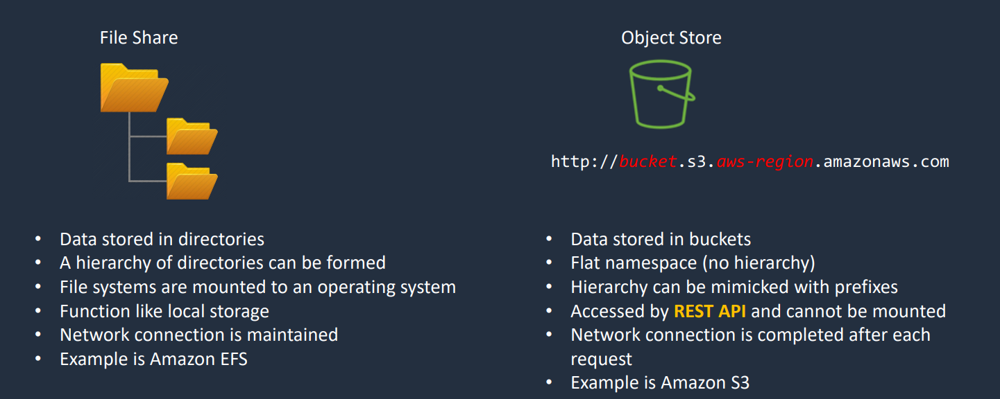 File Share
• Data stored in directories
• A hierarchy of directories can be formed
• File systems are mounted to an operating system
• Function like local storage
• Network connection is maintained
• Example is Amazon EFS
Object Store
http://bucket.s3.aws-region.amazonaws.com
• Data stored in buckets
• Flat namespace (no hierarchy)
• Hierarchy can be mimicked with prefixes
• Accessed by REST API and cannot be mounted
• Network connection is completed after each
request
• Example is Amazon S3